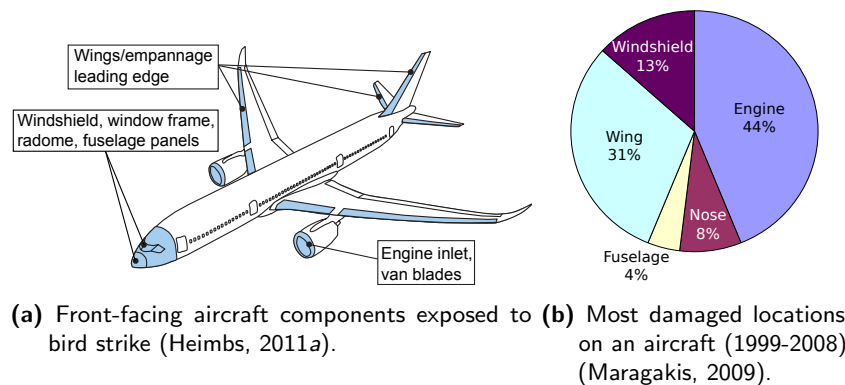 Wings/empannage
leading edge
Windshield, window frame,
radome, fuselage panels
Engine inlet,
van blades
Windshield
13%
Engine
44%
Wing
31%
Nose
8%
Fuselage
4%
(a) Front-facing aircraft components exposed to
bird strike (Heimbs, 2011a).
(b) Most damaged locations
on an aircraft (1999-2008)
(Maragakis, 2009).